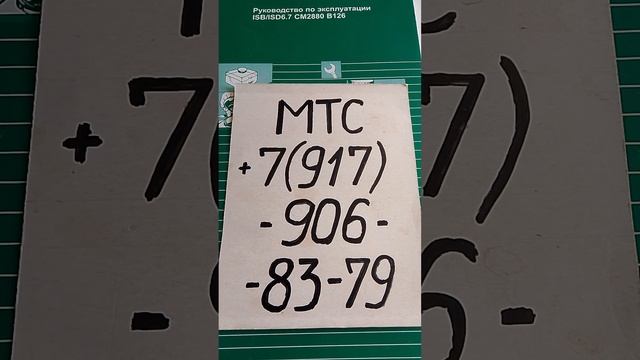 Руководство по эксплуатации
ISB/ISD6.7 CM2880 B126
МТС
+7(917)
-906-
-83-79